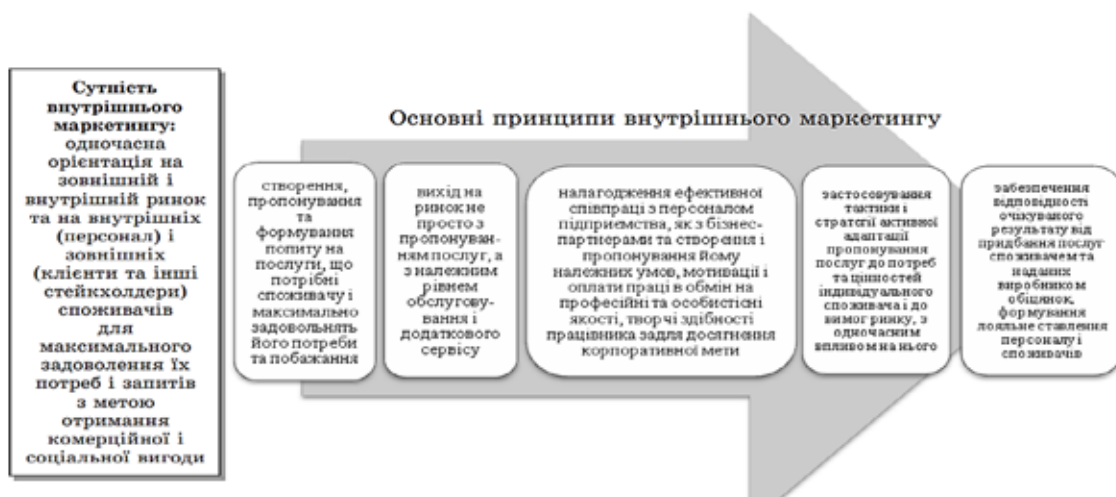 Сутність
внутрішнього
маркетингу:
одночасна
орієнтація на
зовнішній і
внутрішній ринок
та на внутрішніх
(персонал) і
зовнішніх
(клієнти та інші
стейкхолдери)
споживачів
для
максимального
задоволення їх
потреб і запитів
з метою
отримання
комерційної і
соціальної вигоди
Основні принципи внутрішнього маркетингу
створення,
пропонування
та
формування
попиту на
послуги, що
потрібні
споживачу і
максимально
задовольнять
його потреби
та побажання
вихід на
ринок не
просто з
пропонуван-
ням послуг, а
з належним
рівнем
обслугову-
вання і
додаткового
сервісу
налагодження ефективної
співпраці з персоналом
підприємства, як з бізнес-
партнерами та створення і
пропонування йому
належних умов, мотивації і
оплати праці в обмін на
професійні та особистісні
якості, творчі здібності
працівника задля досягнення
корпоративної мети
застосовування
тактики і
стратегії активної
адаптації
пропонування
послуг до потреб
та цінностей
індивідуального
споживача і до
вимог ринку, з
одночасним
впливом на нього
забезпечення
відповідності
очікуваного
результату від
придбання послуг
споживачем та
наданих
виробником
обіцянок,
формування
лояльне ставлення
персоналу і
споживачів